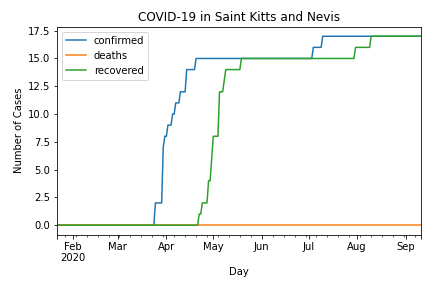 COVID-19 in Saint Kitts and Nevis
confirmed
deaths
recovered
17.5
15.0
12.5
10.0
7.5
5.0
2.5
0.0
Number of Cases
Feb Mar Apr May Jun Jul Aug Sep
2020
Day